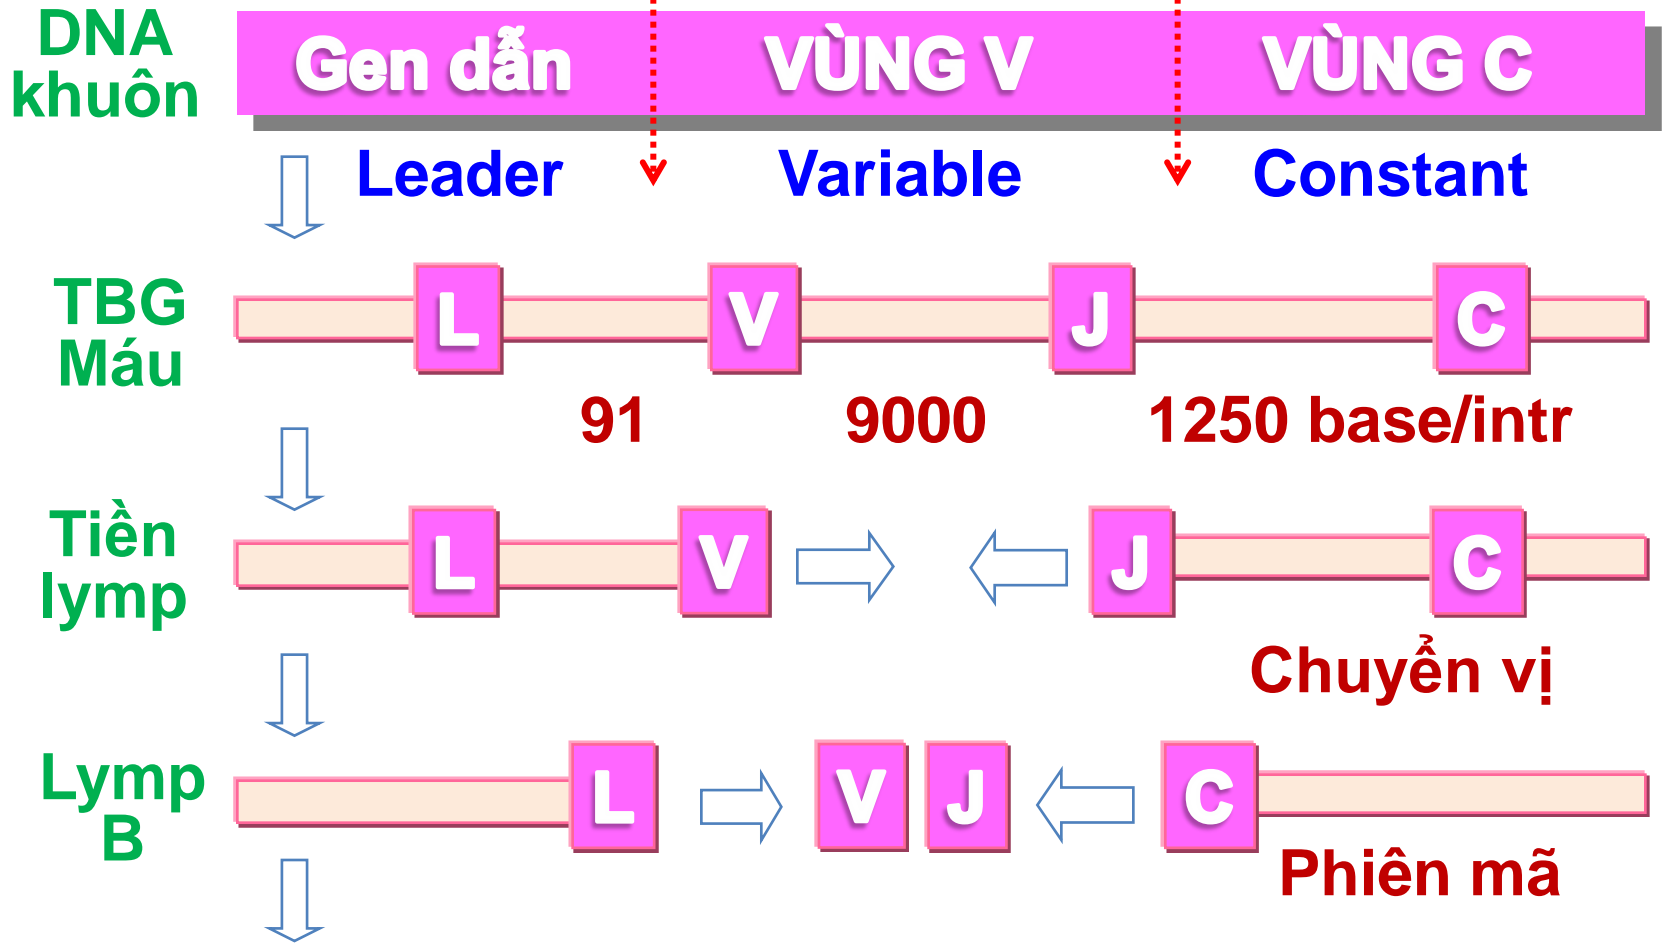 DNA
khuôn
Gen dẫn VÙNG V VÙNG C
Leader Variable Constant
TBG
Máu
L V J C
91 9000 1250 base/intr
Tiền
lymp
L V J C
Chuyển vị
Lymp
B
L V J C
Phiên mã